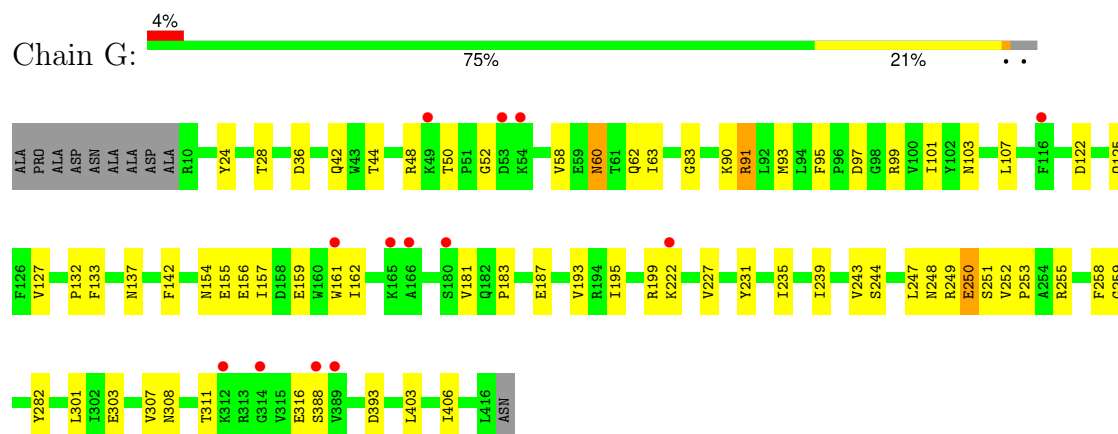 4%
Chain G:
75% 21% • •
ALA PRO ALA ASP ASN ALA ALA ASP ALA R10 Y24 T28 D36 Q42 W43 T44 R48 K49 T50 P51 G52 D53 K54 V58 E59 N60 T61 Q62 I63 G83 K90 R91 L92 M93 L94 F95 P96 D97 G98 R99 V100 I101 Y102 N103 L107 F116 D122
F126 V127 P132 F133 N137 F142 N154 E155 E156 I157 D158 E159 W160 W161 I162 K165 A166 S180 V181 Q182 P183 E187 V193 R194 I195 R199 K222 V227 Y231 I235 I239 V243 S244 L247 N248 R249 E250 S251 V252 P253 A254 R255 F258
Y282 L301 I302 E303 V307 N308 T311 K312 R313 G314 V315 E316 S388 V389 D393 L403 I406 L416 ASN